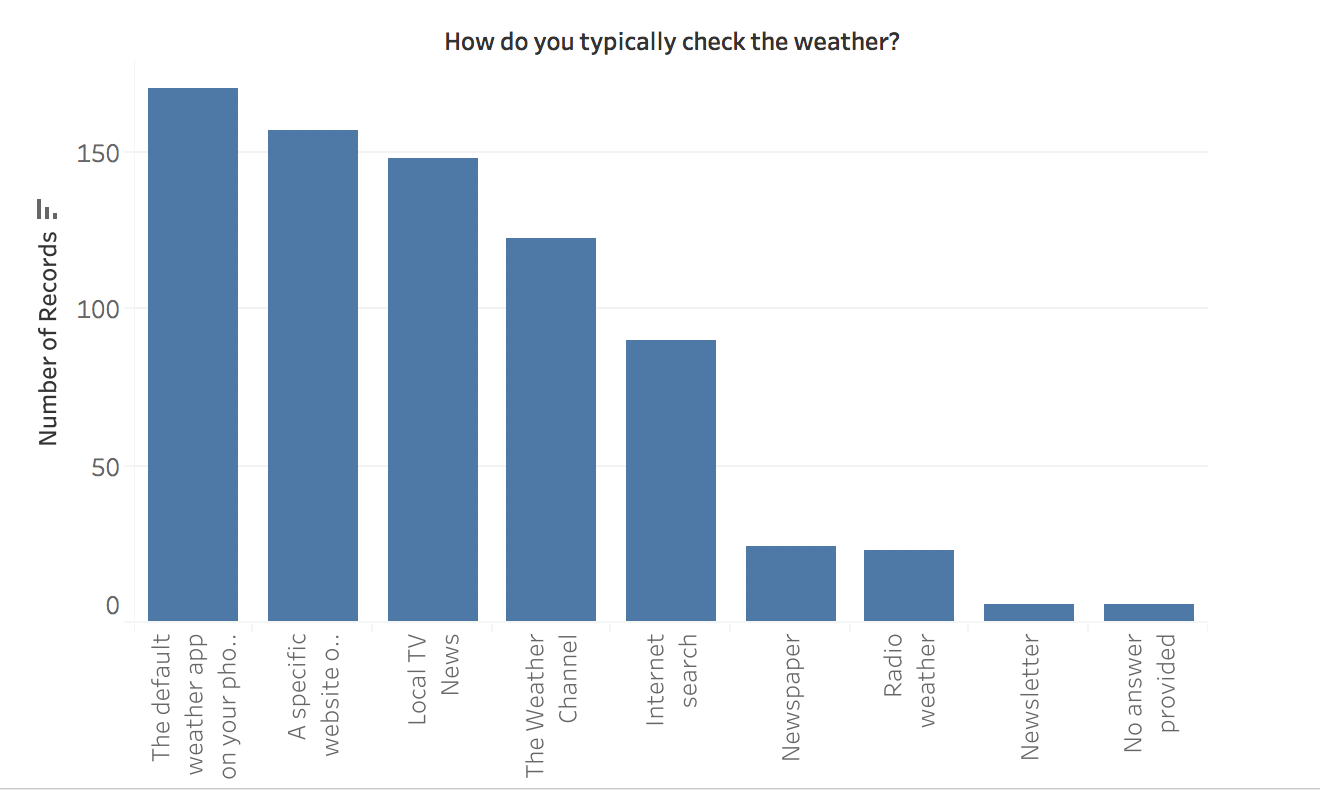 How do you typically check the weather?
Number of Records
150
100
50
0
The default
weather app
on your pho..
A specific
website o..
Local TV
News
The Weather
Channel
Internet
search
Newspaper
Radio
weather
Newsletter
No answer
provided